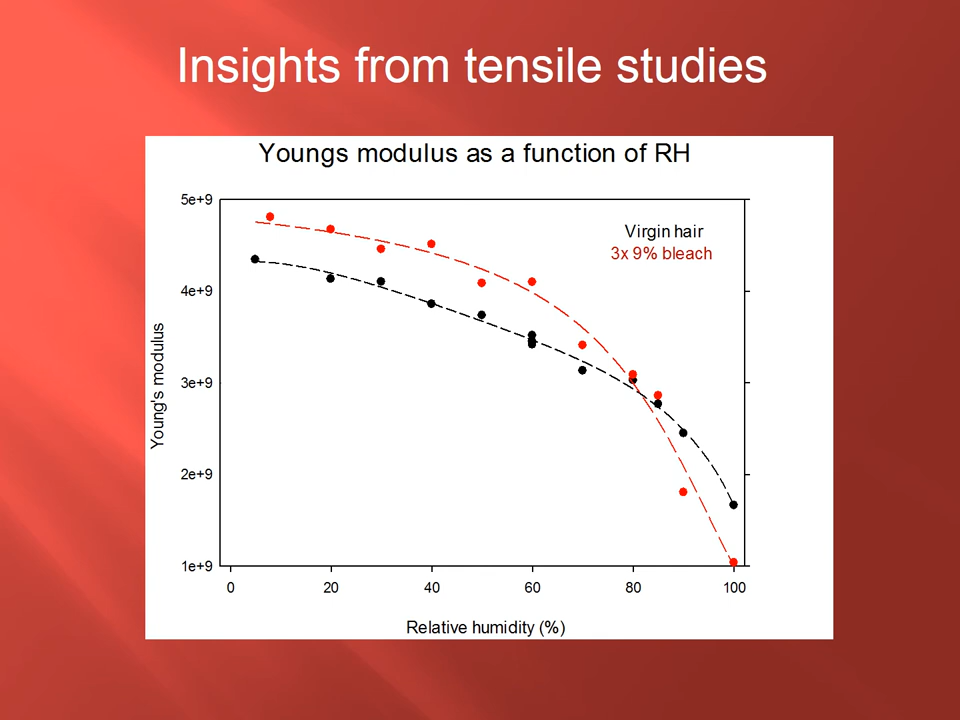 Insights from tensile studies
Youngs modulus as a function of RH
5e+9
4e+9
3e+9
2e+9
1e+9
Young's modulus
Virgin hair
3x 9% bleach
0 20 40 60 80 100
Relative humidity (%)